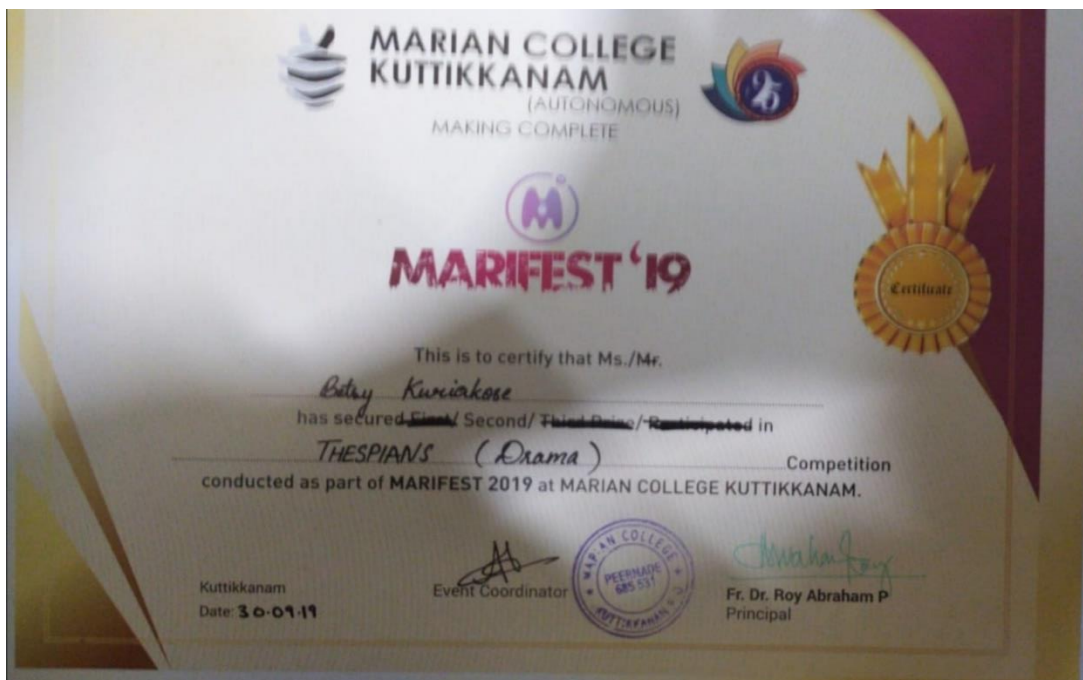 MARIAN COLLEGE
KUTTIKKANAM
(AUTONOMOUS)
MAKING COMPLETE
25
M
MARIFEST '19
Certificate
This is to certify that Ms./Mr.
Betsy Kuriakose
has secured First/ Second/ Third Prize/ Participated in
THESPIANS (Drama) Competition
conducted as part of MARIFEST 2019 at MARIAN COLLEGE KUTTIKKANAM.
MARIAN COLLEGE
PEERMADE
685 531
KUTTIKKANAM P.O
Kuttikkanam
Date: 30-09-19
Event Coordinator
Fr. Dr. Roy Abraham P
Principal